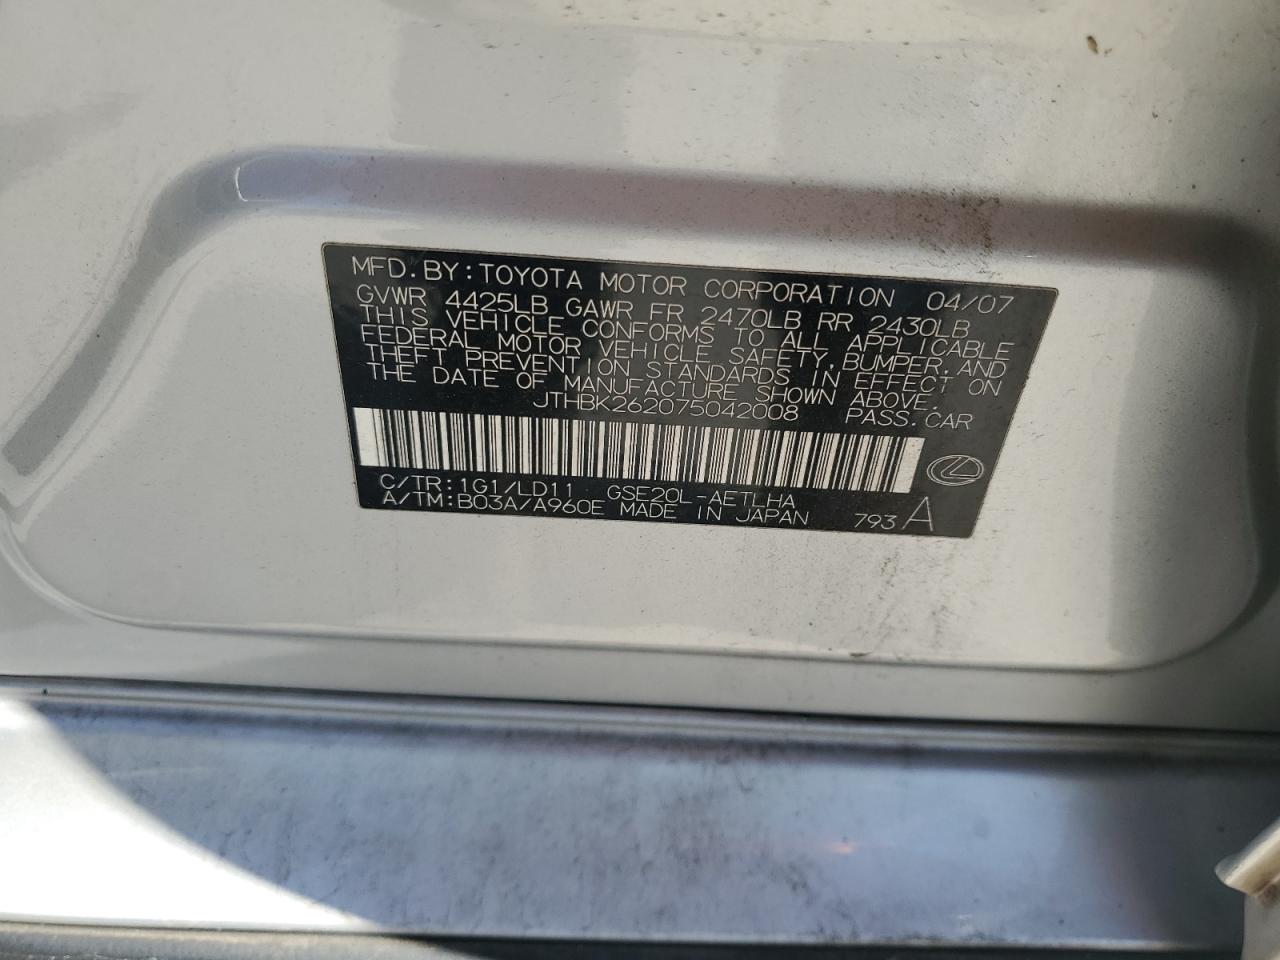 MFD. BY: TOYOTA MOTOR CORPORATION 04/07
GVWR 4425LB GAWR FR 2470LB RR 2430LB
THIS VEHICLE CONFORMS TO ALL APPLICABLE
FEDERAL MOTOR VEHICLE SAFETY, BUMPER, AND
THEFT PREVENTION STANDARDS IN EFFECT ON
THE DATE OF MANUFACTURE SHOWN ABOVE.
JTHBK262075042008 PASS. CAR
C/TR: 1G1/LD11 GSE20L-AETLHA
A/TM: B03A/A960E MADE IN JAPAN 793 A